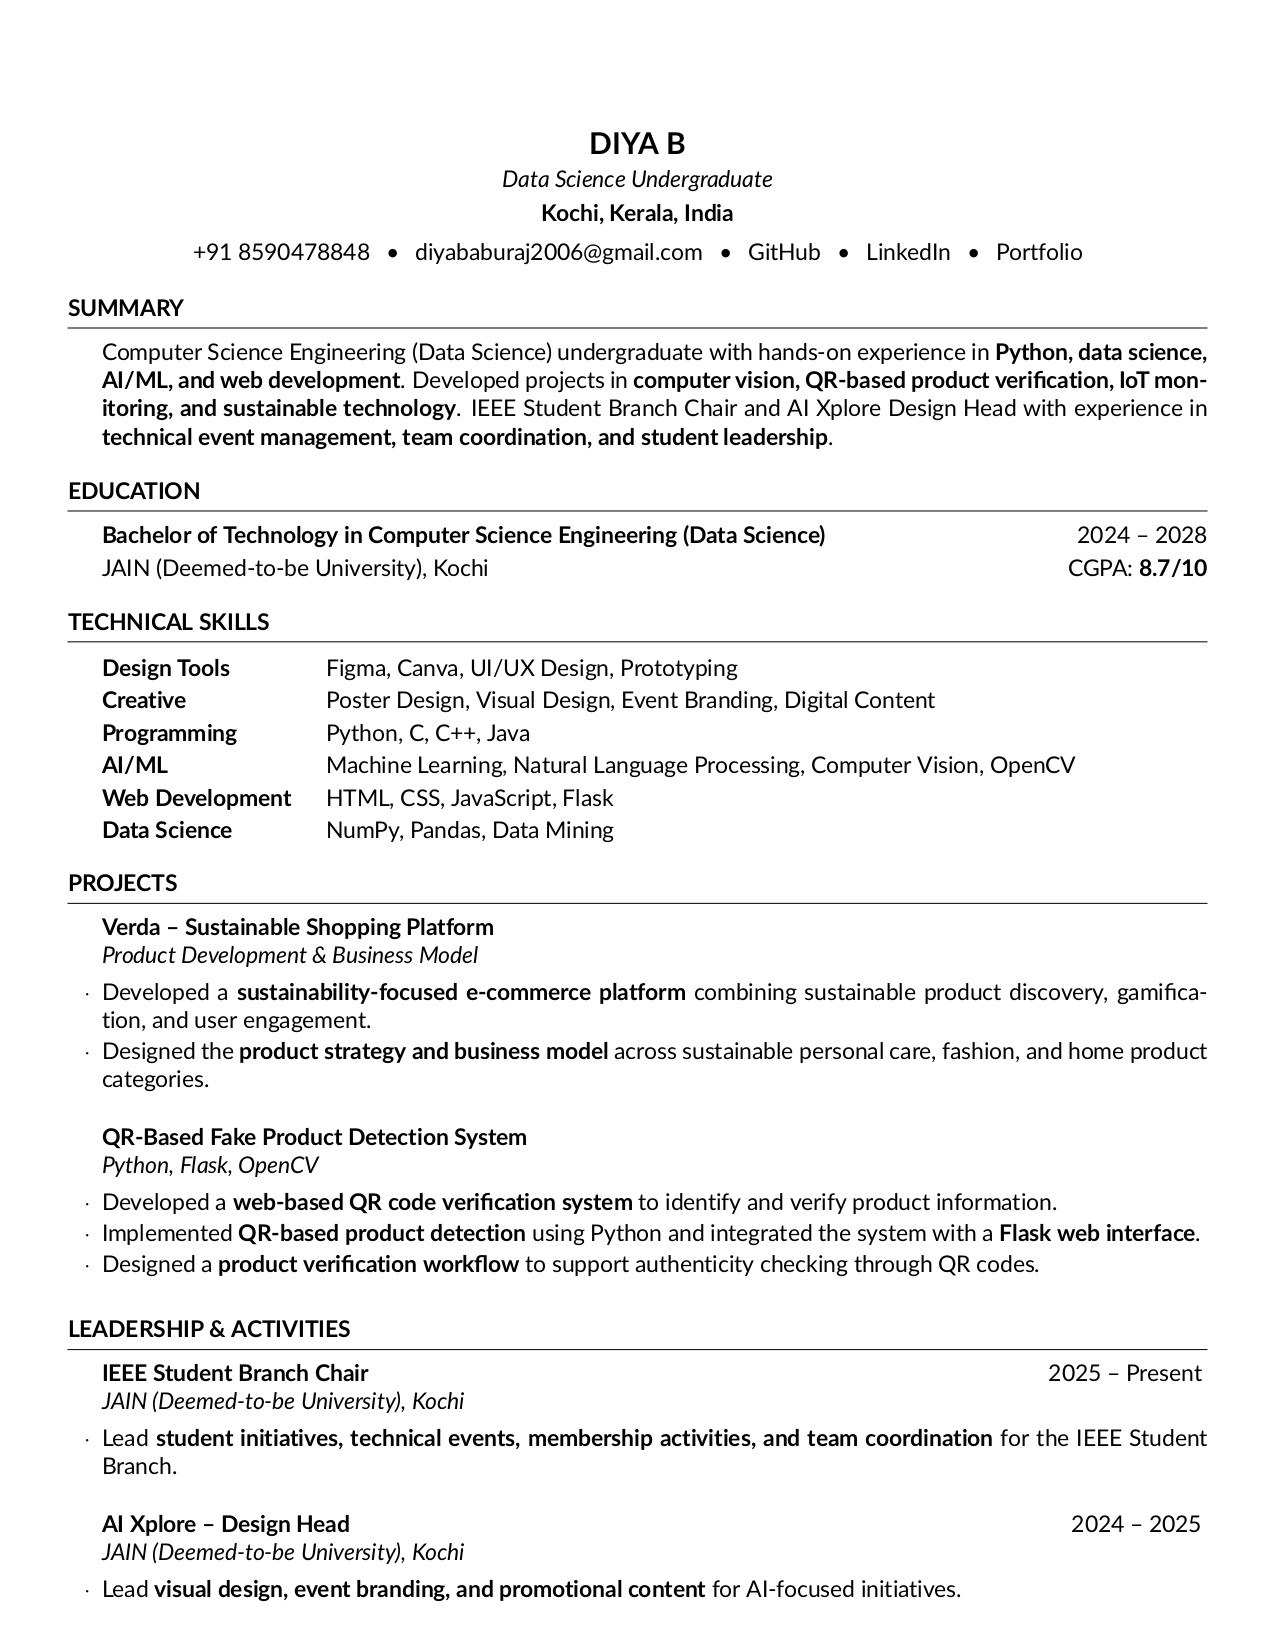 DIYA B
Data Science Undergraduate
Kochi, Kerala, India
+91 8590478848 • diyababuraj2006@gmail.com • GitHub • LinkedIn • Portfolio
SUMMARY
Computer Science Engineering (Data Science) undergraduate with hands-on experience in Python, data science,
AI/ML, and web development. Developed projects in computer vision, QR-based product verification, IoT mon-
itoring, and sustainable technology. IEEE Student Branch Chair and AI Xplore Design Head with experience in
technical event management, team coordination, and student leadership.
EDUCATION
Bachelor of Technology in Computer Science Engineering (Data Science) 2024 – 2028
JAIN (Deemed-to-be University), Kochi CGPA: 8.7/10
TECHNICAL SKILLS
Design Tools Figma, Canva, UI/UX Design, Prototyping
Creative Poster Design, Visual Design, Event Branding, Digital Content
Programming Python, C, C++, Java
AI/ML Machine Learning, Natural Language Processing, Computer Vision, OpenCV
Web Development HTML, CSS, JavaScript, Flask
Data Science NumPy, Pandas, Data Mining
PROJECTS
Verda – Sustainable Shopping Platform
Product Development & Business Model
· Developed a sustainability-focused e-commerce platform combining sustainable product discovery, gamifica-
tion, and user engagement.
· Designed the product strategy and business model across sustainable personal care, fashion, and home product
categories.
QR-Based Fake Product Detection System
Python, Flask, OpenCV
· Developed a web-based QR code verification system to identify and verify product information.
· Implemented QR-based product detection using Python and integrated the system with a Flask web interface.
· Designed a product verification workflow to support authenticity checking through QR codes.
LEADERSHIP & ACTIVITIES
IEEE Student Branch Chair 2025 – Present
JAIN (Deemed-to-be University), Kochi
· Lead student initiatives, technical events, membership activities, and team coordination for the IEEE Student
Branch.
AI Xplore – Design Head 2024 – 2025
JAIN (Deemed-to-be University), Kochi
· Lead visual design, event branding, and promotional content for AI-focused initiatives.